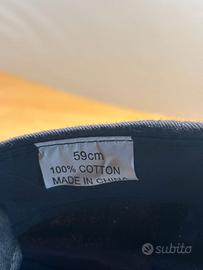 59cm
100% COTTON
MADE IN CHINA
subito